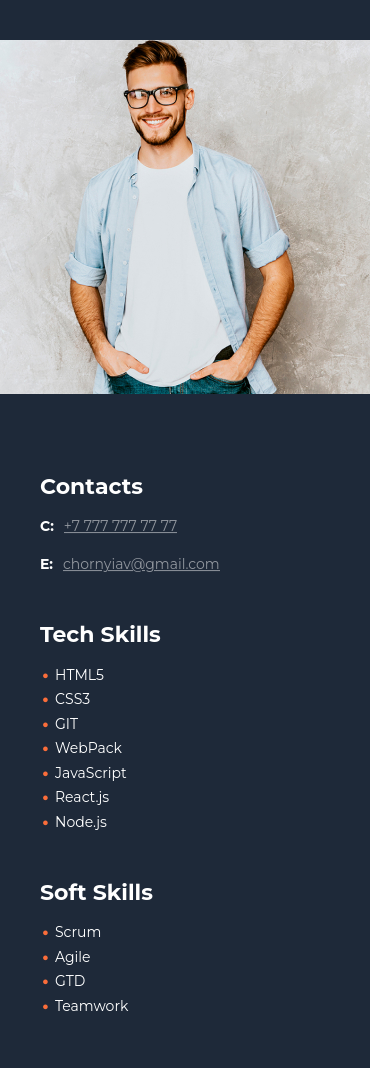 Contacts
C: +7 777 777 77 77
E: chornyiav@gmail.com
Tech Skills
• HTML5
• CSS3
• GIT
• WebPack
• JavaScript
• React.js
• Node.js
Soft Skills
• Scrum
• Agile
• GTD
• Teamwork